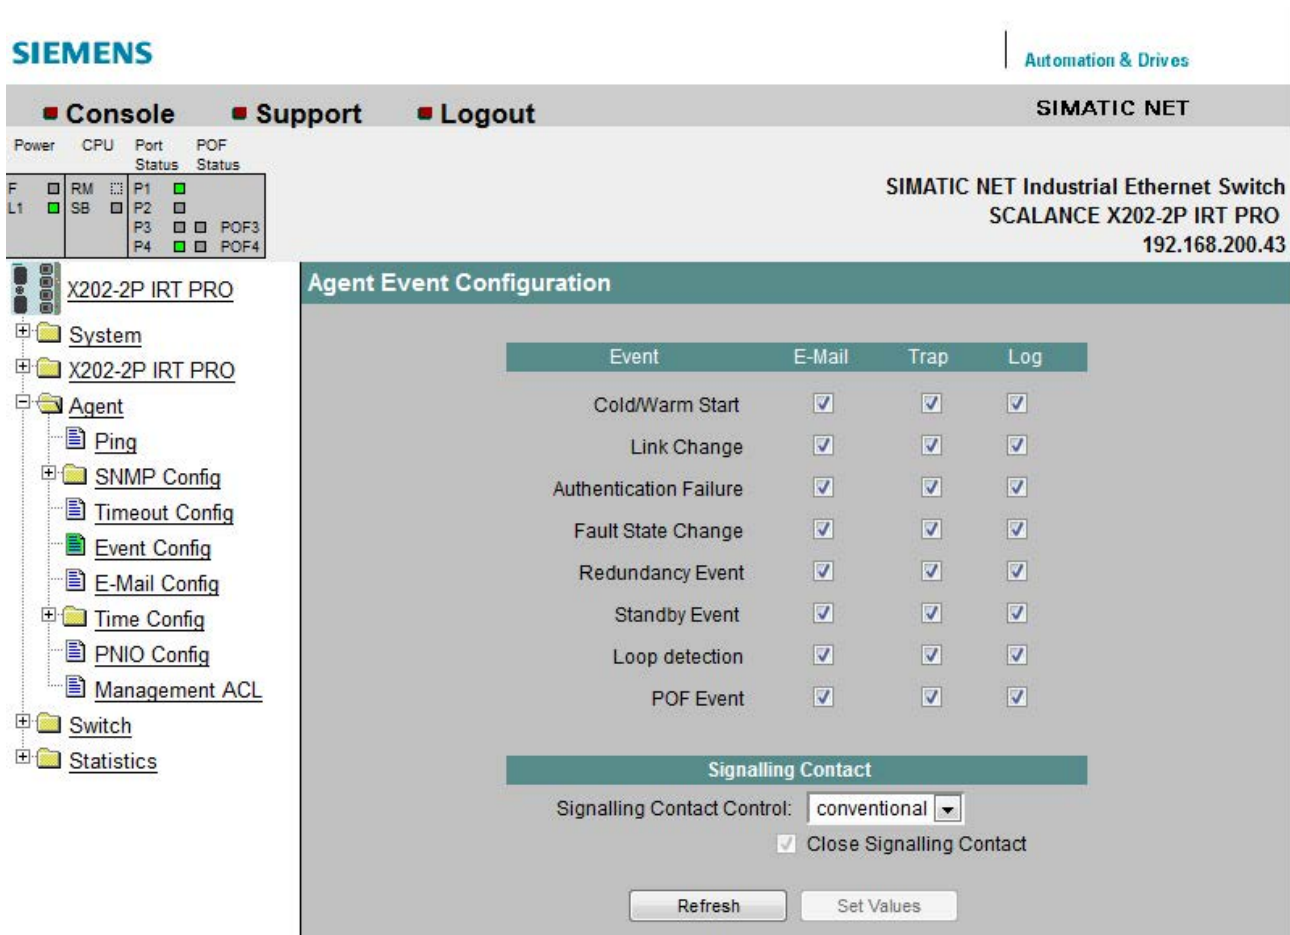 SIEMENS
Automation & Drives
Console Support Logout
SIMATIC NET
Power CPU Port POF
Status Status
F RM P1
L1 SB P2
P3 POF3
P4 POF4
SIMATIC NET Industrial Ethernet Switch
SCALANCE X202-2P IRT PRO
192.168.200.43
X202-2P IRT PRO
System
X202-2P IRT PRO
Agent
Ping
SNMP Config
Timeout Config
Event Config
E-Mail Config
Time Config
PNIO Config
Management ACL
Switch
Statistics
Agent Event Configuration
Event E-Mail Trap Log
Cold/Warm Start
Link Change
Authentication Failure
Fault State Change
Redundancy Event
Standby Event
Loop detection
POF Event
Signalling Contact
Signalling Contact Control: conventional
Close Signalling Contact
Refresh Set Values